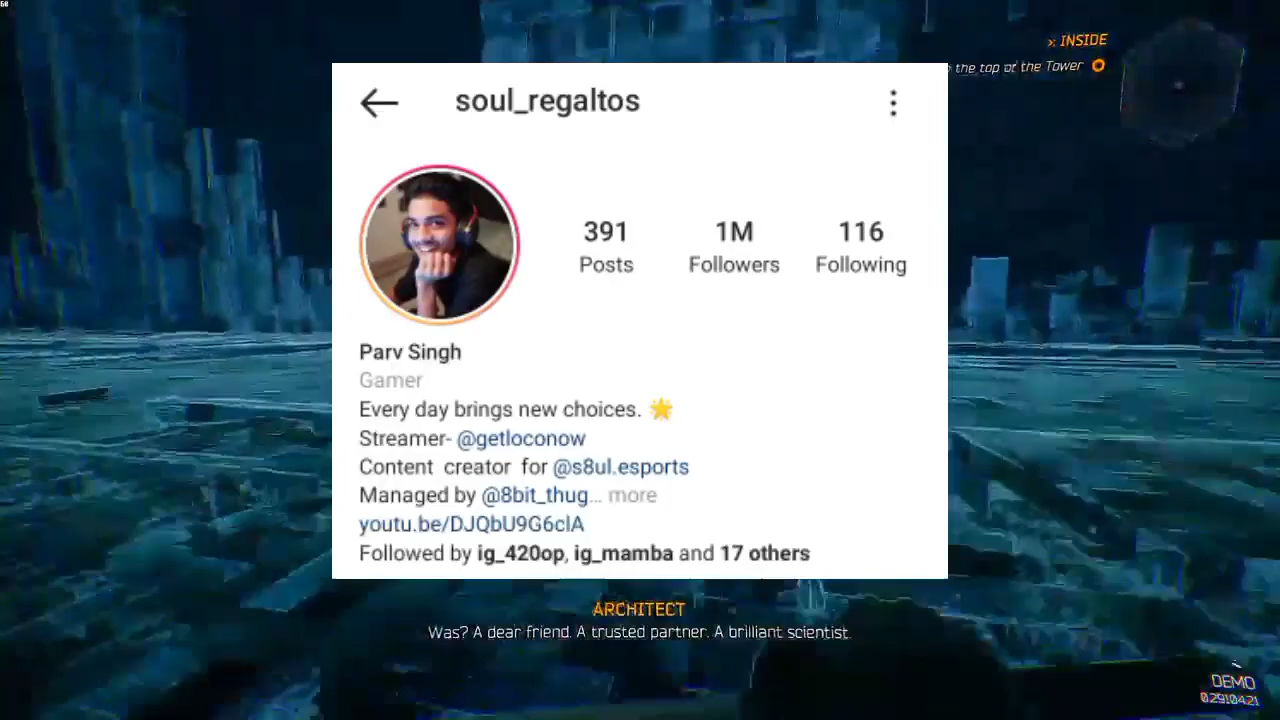 60
> INSIDE
the top of the Tower
soul_regaltos
391 1M 116
Posts Followers Following
Parv Singh
Gamer
Every day brings new choices. 🌟
Streamer- @getloconow
Content creator for @s8ul.esports
Managed by @8bit_thug... more
youtu.be/DJQbU9G6clA
Followed by ig_420op, ig_mamba and 17 others
ARCHITECT
Was? A dear friend. A trusted partner. A brilliant scientist.
DEMO
02910421